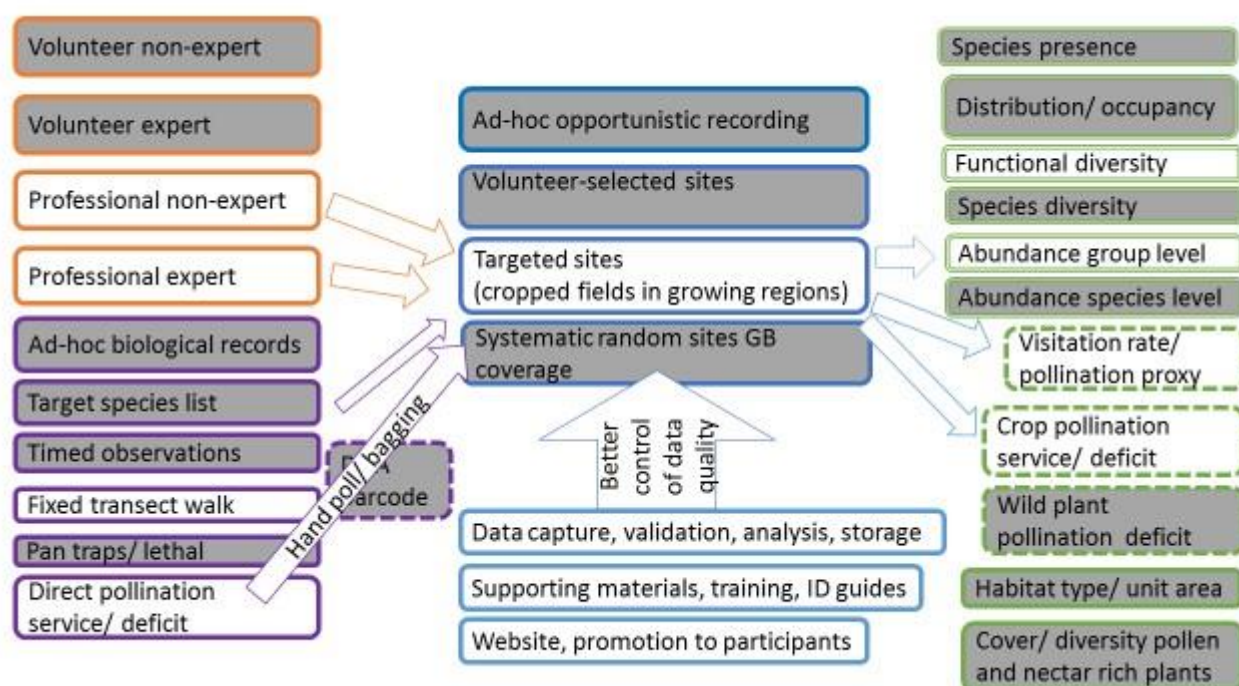 Volunteer non-expert
Volunteer expert
Professional non-expert
Professional expert
Ad-hoc biological records
Target species list
Timed observations
Fixed transect walk
Pan traps/ lethal
Direct pollination
service/ deficit
Hand poll/ bagging
Ad-hoc opportunistic recording
Volunteer-selected sites
Targeted sites
(cropped fields in growing regions)
Systematic random sites GB
coverage
Better
control
of data
quality
Data capture, validation, analysis, storage
Supporting materials, training, ID guides
Website, promotion to participants
Species presence
Distribution/ occupancy
Functional diversity
Species diversity
Abundance group level
Abundance species level
Visitation rate/
pollination proxy
Crop pollination
service/ deficit
Wild plant
pollination deficit
Habitat type/ unit area
Cover/ diversity pollen
and nectar rich plants